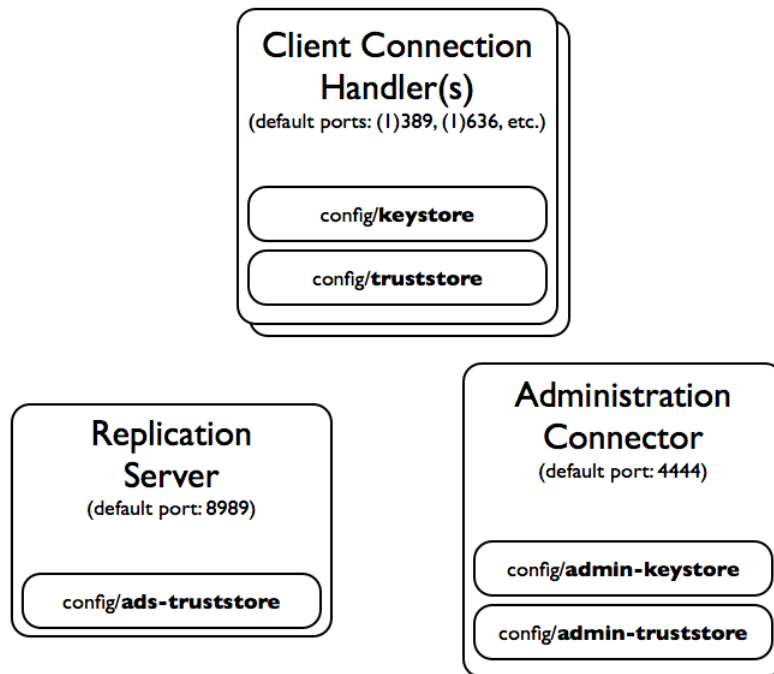 Client Connection
Handler(s)
(default ports: (1)389, (1)636, etc.)
config/keystore
config/truststore
Replication
Server
(default port: 8989)
config/ads-truststore
Administration
Connector
(default port: 4444)
config/admin-keystore
config/admin-truststore